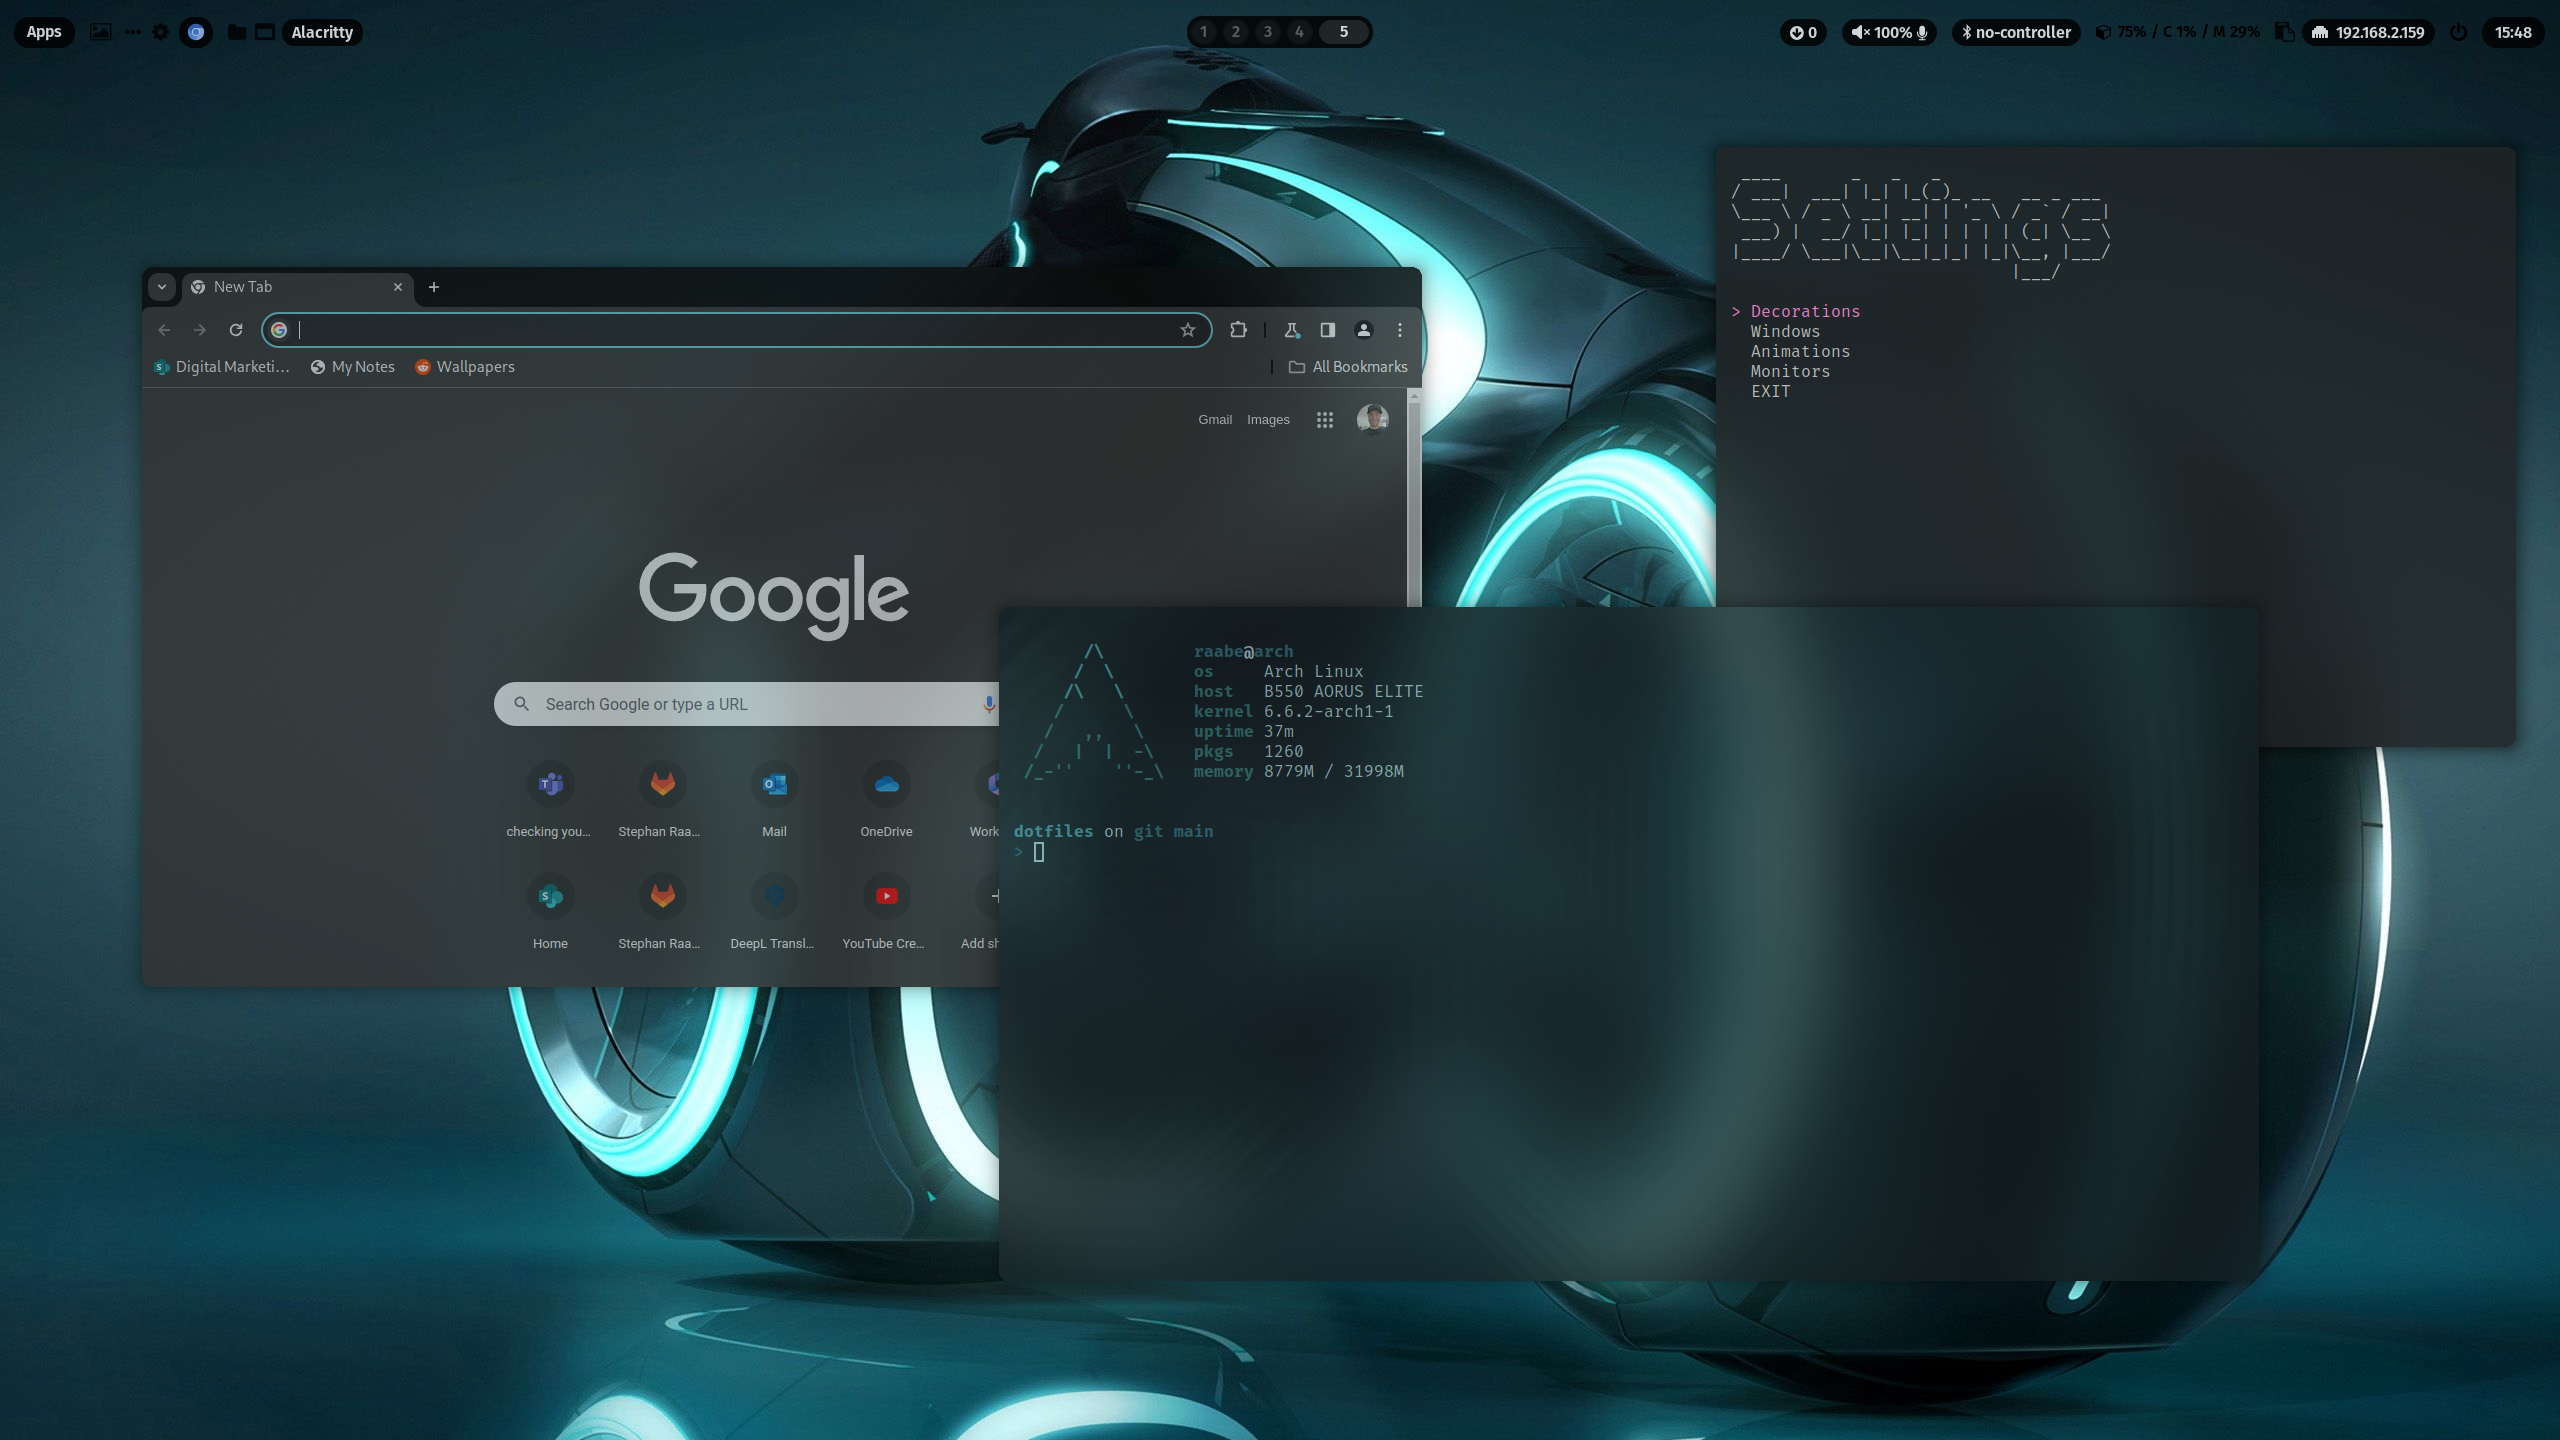 Apps
Alacritty
1 2 3 4 5
0
100%
no-controller
75% / C 1% / M 29%
192.168.2.159
15:48
New Tab
Digital Marketi...
My Notes
Wallpapers
All Bookmarks
Gmail Images
Google
Search Google or type a URL
checking you...
Stephan Raa...
Mail
OneDrive
Work
Home
Stephan Raa...
DeepL Transl...
YouTube Cre...
Add sh
Settings
> Decorations
Windows
Animations
Monitors
EXIT
raabe@arch
os Arch Linux
host B550 AORUS ELITE
kernel 6.6.2-arch1-1
uptime 37m
pkgs 1260
memory 8779M / 31998M
dotfiles on git main
>